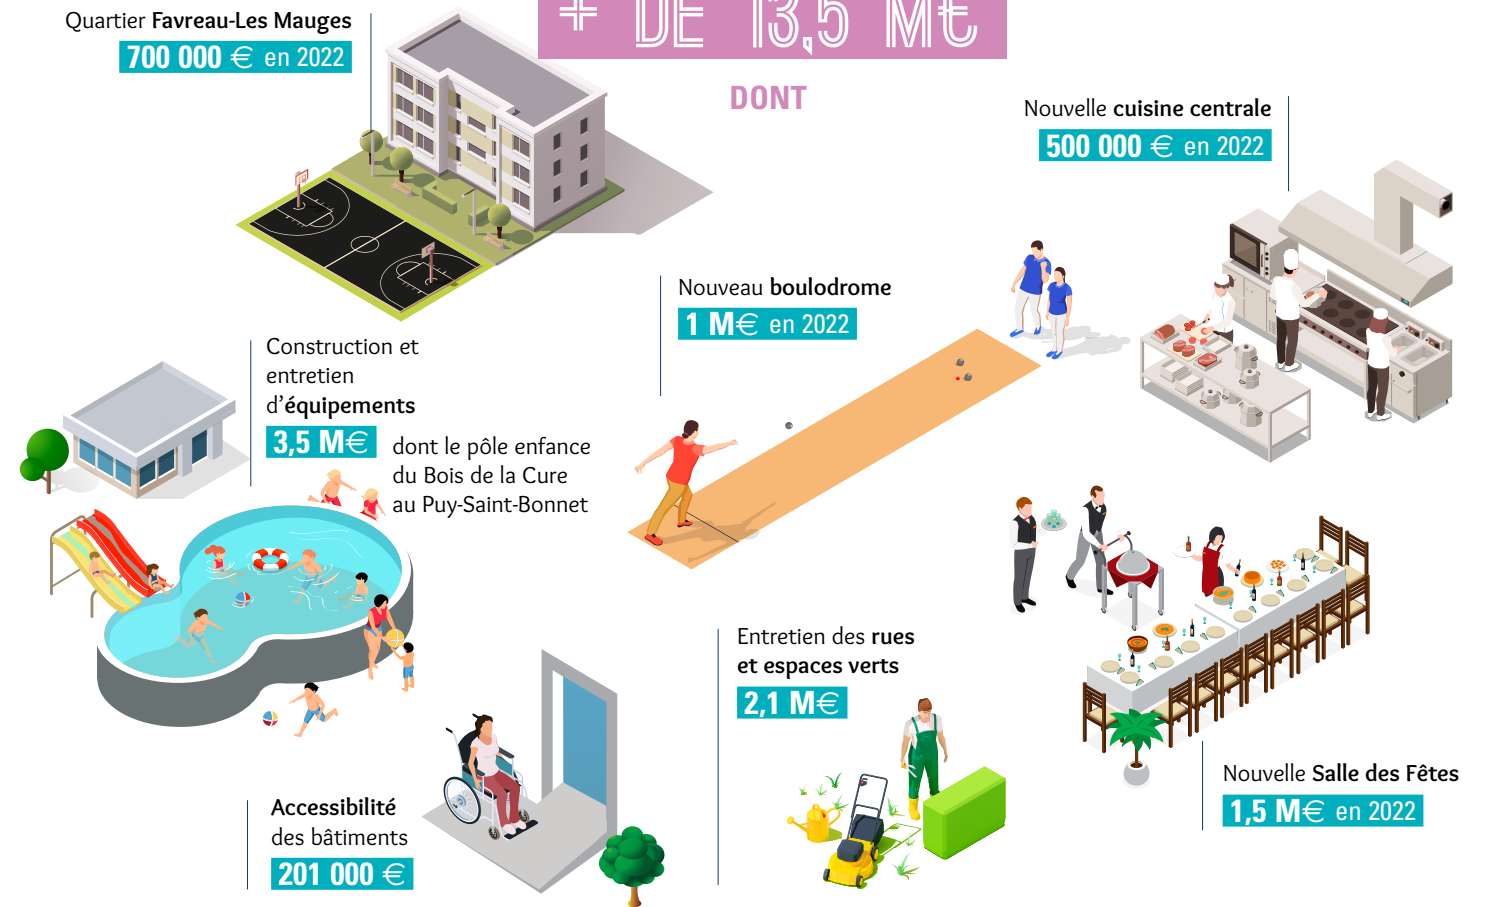 Quartier Favreau-Les Mauges
700 000 € en 2022
+ DE 13,5 M€
DONT
Nouvelle cuisine centrale
500 000 € en 2022
Nouveau boulodrome
1 M€ en 2022
Construction et
entretien
d'équipements
3,5 M€ dont le pôle enfance
du Bois de la Cure
au Puy-Saint-Bonnet
Entretien des rues
et espaces verts
2,1 M€
Nouvelle Salle des Fêtes
1,5 M€ en 2022
Accessibilité
des bâtiments
201 000 €